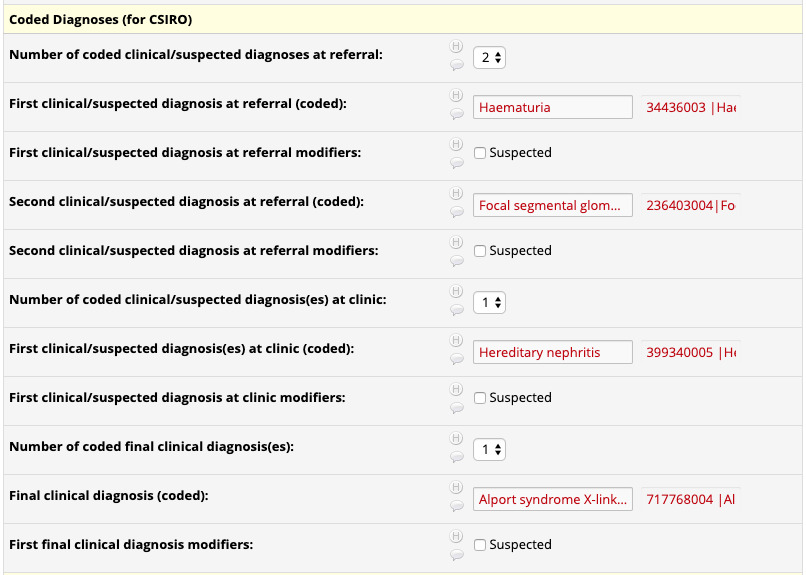 Coded Diagnoses (for CSIRO)
Number of coded clinical/suspected diagnoses at referral:
H
2
First clinical/suspected diagnosis at referral (coded):
H
Haematuria
34436003 |Hae
First clinical/suspected diagnosis at referral modifiers:
H
Suspected
Second clinical/suspected diagnosis at referral (coded):
H
Focal segmental glom...
236403004|Fo
Second clinical/suspected diagnosis at referral modifiers:
H
Suspected
Number of coded clinical/suspected diagnosis(es) at clinic:
H
1
First clinical/suspected diagnosis(es) at clinic (coded):
H
Hereditary nephritis
399340005 |He
First clinical/suspected diagnosis at clinic modifiers:
H
Suspected
Number of coded final clinical diagnosis(es):
H
1
Final clinical diagnosis (coded):
H
Alport syndrome X-link...
717768004 |Al
First final clinical diagnosis modifiers:
H
Suspected